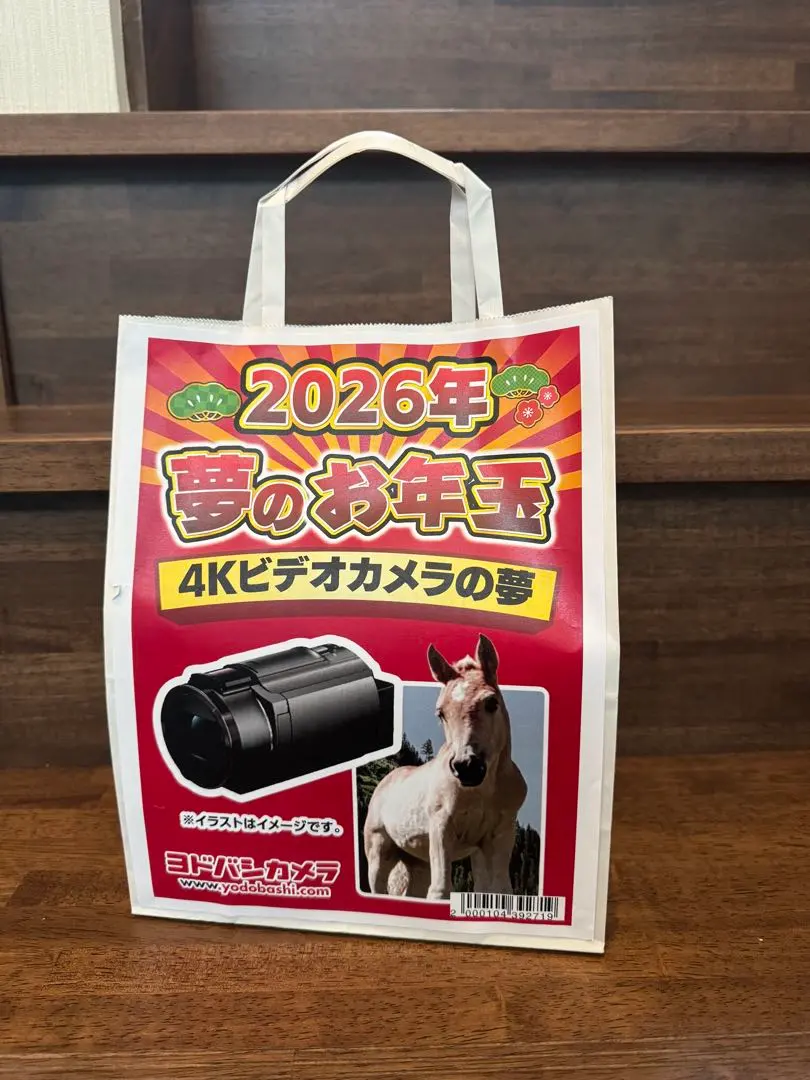 2026年
夢のお年玉
4Kビデオカメラの夢
※イラストはイメージです。
ヨドバシカメラ
www.yodobashi.com
2 000104 392719